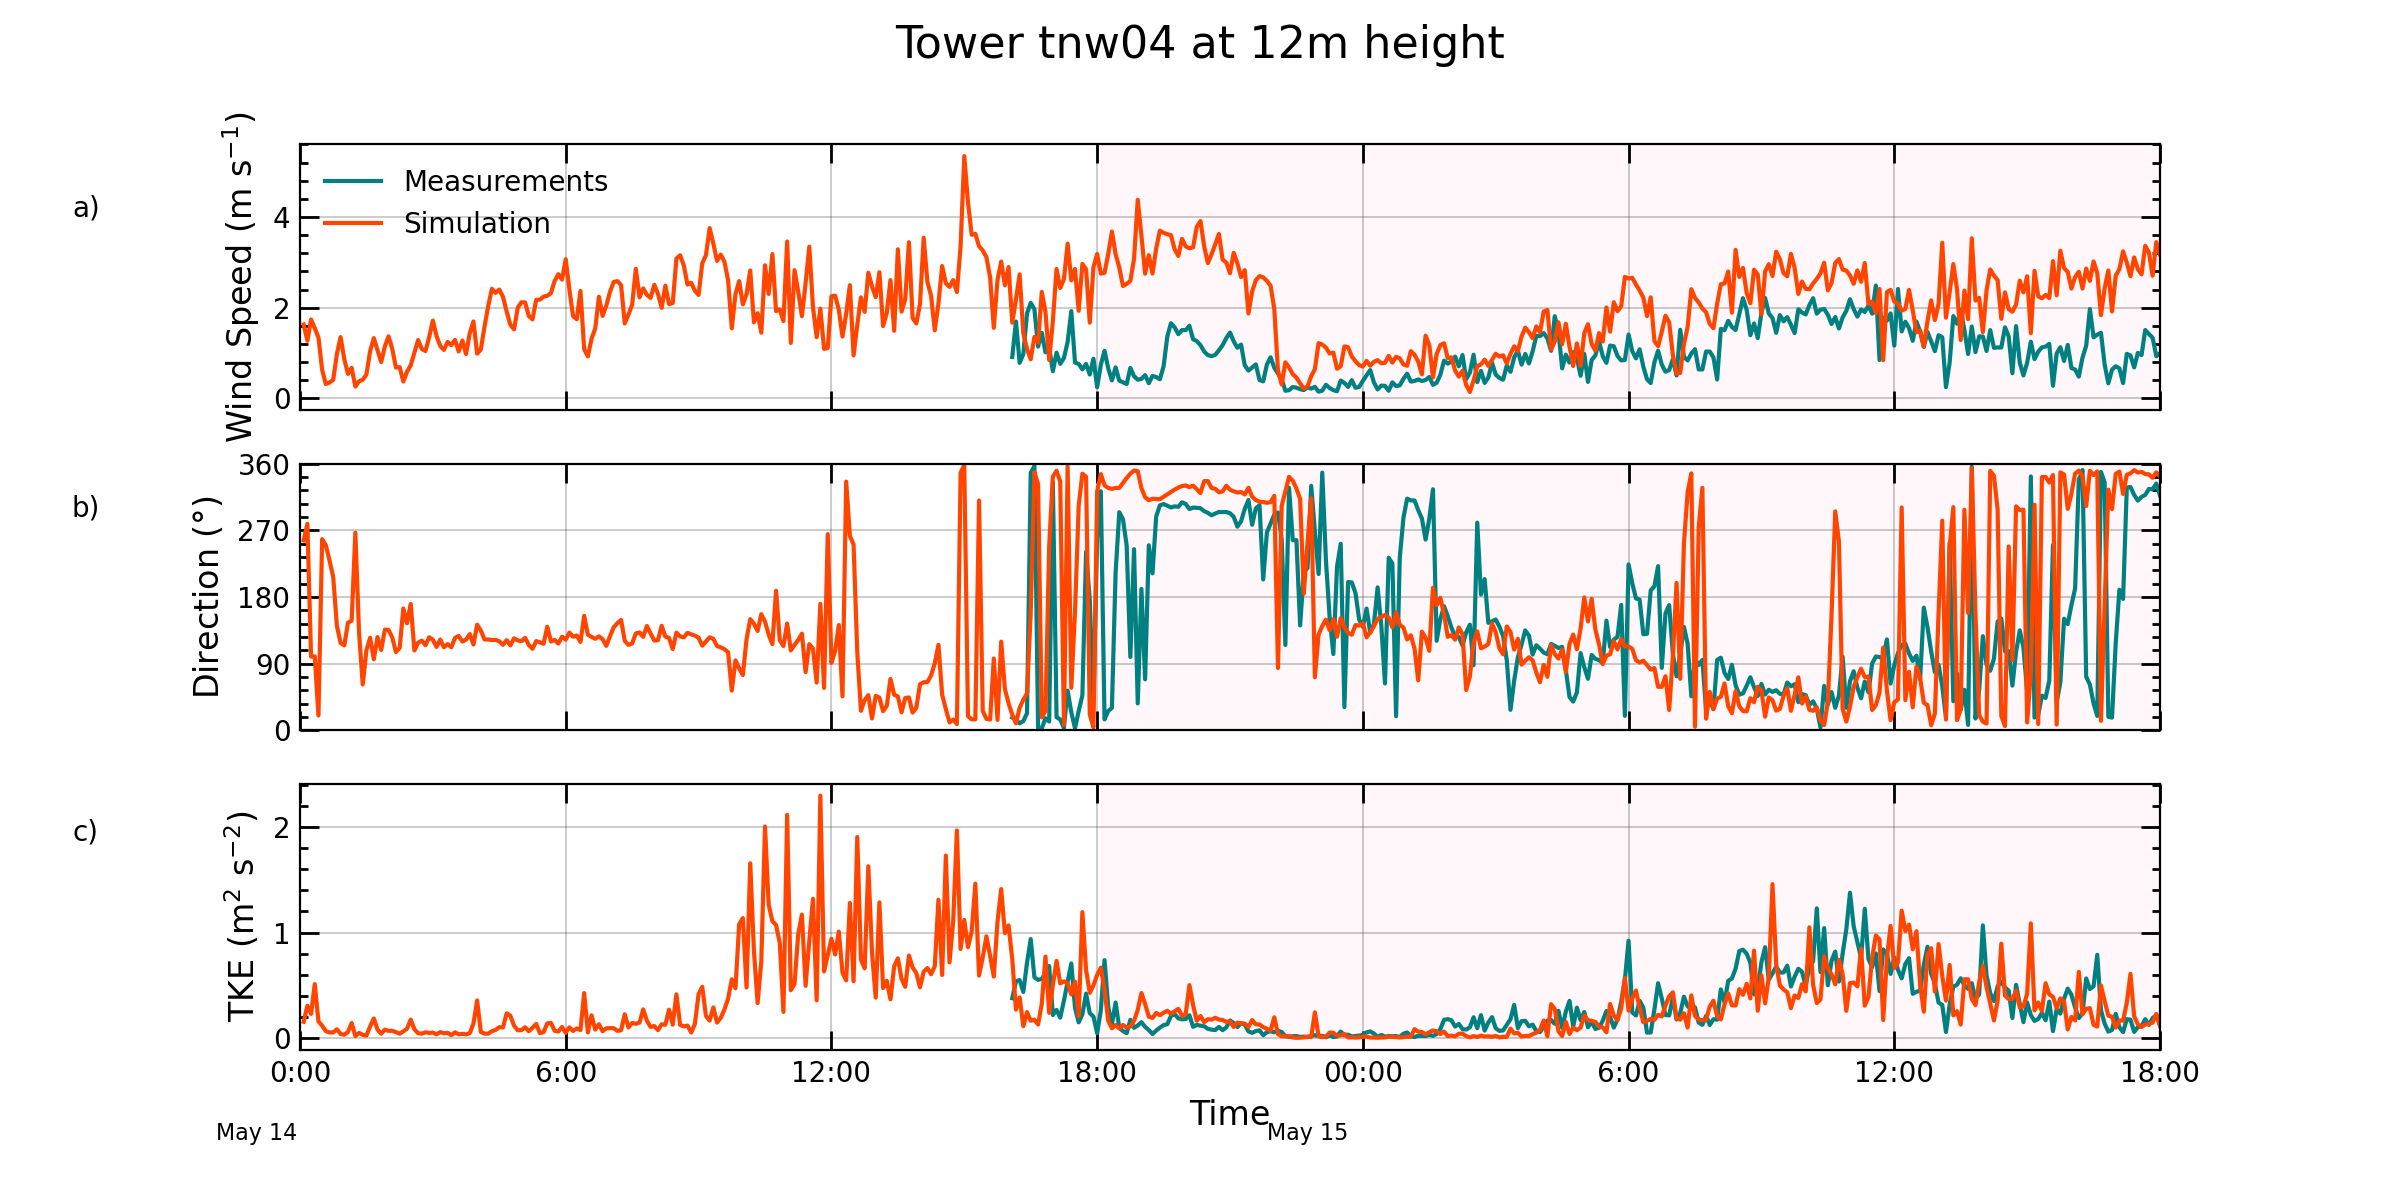 Tower tnw04 at 12m height
a)
Wind Speed (m s⁻¹)
4
2
0
Measurements
Simulation
b)
Direction (°)
360
270
180
90
0
c)
TKE (m² s⁻²)
2
1
0
0:00 6:00 12:00 18:00 00:00 6:00 12:00 18:00
Time
May 14 May 15